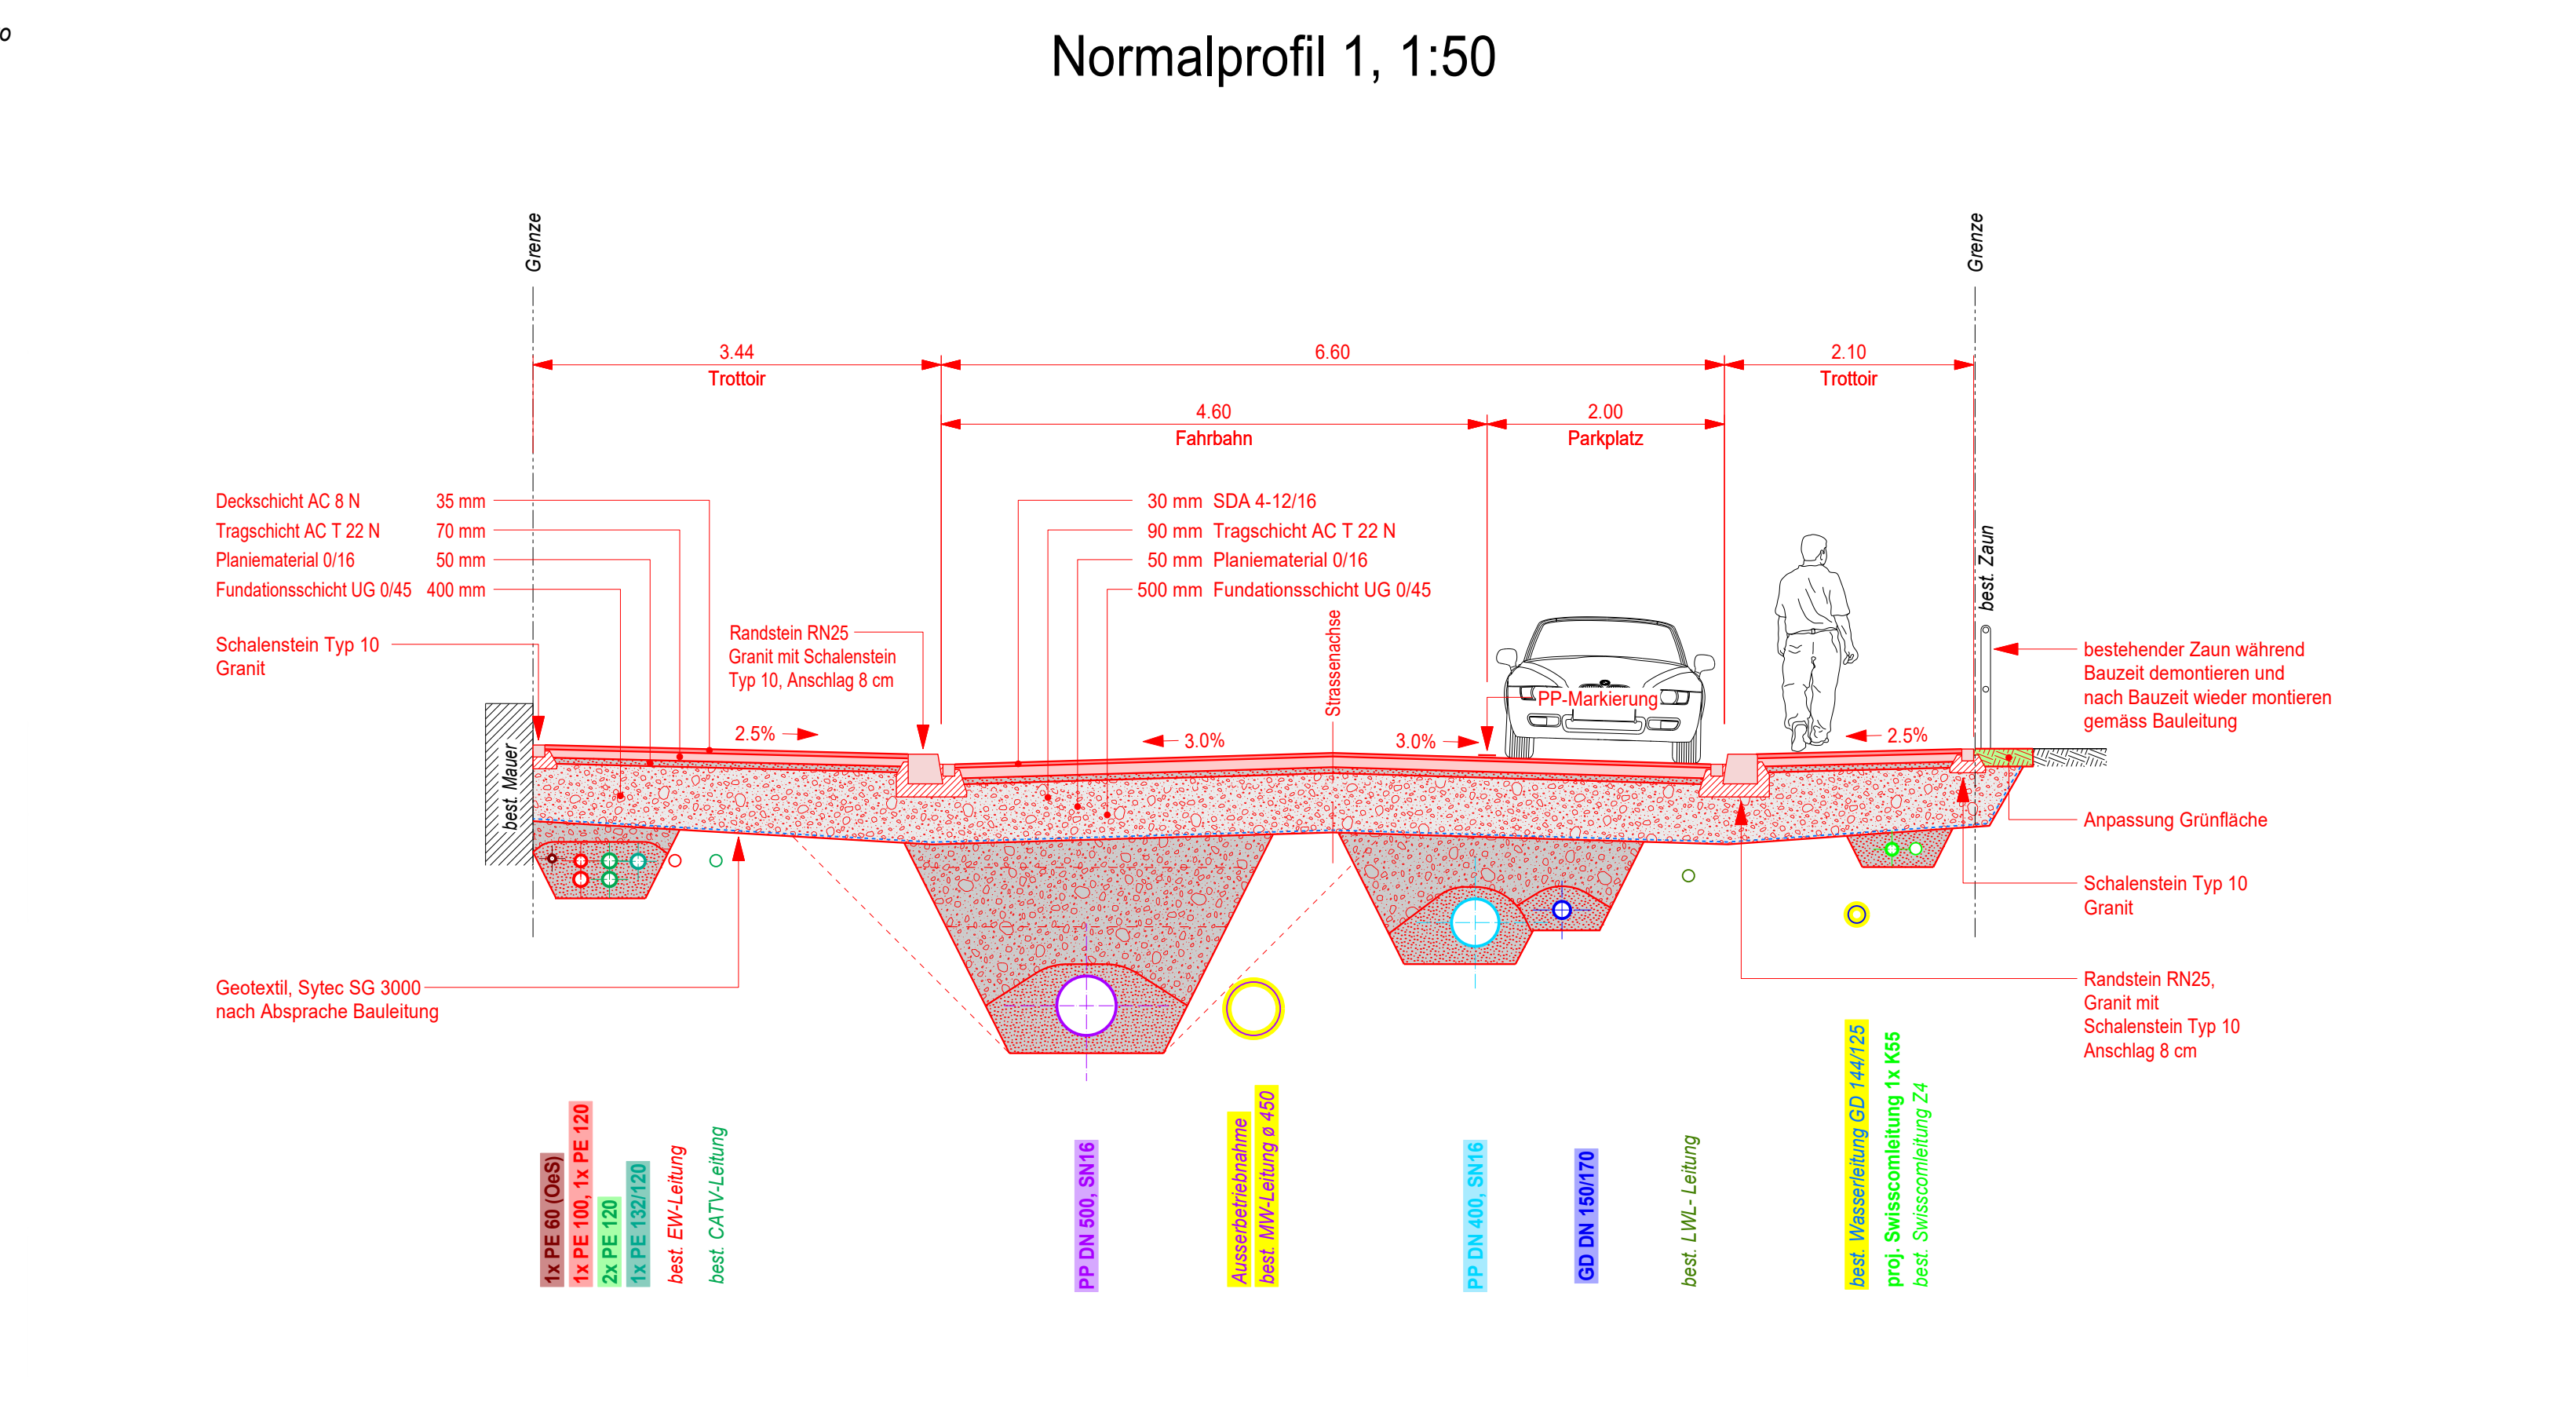 o
Normalprofil 1, 1:50
Grenze
Grenze
3.44
Trottoir
6.60
2.10
Trottoir
4.60
Fahrbahn
2.00
Parkplatz
Deckschicht AC 8 N 35 mm
Tragschicht AC T 22 N 70 mm
Planiematerial 0/16 50 mm
Fundationsschicht UG 0/45 400 mm
30 mm SDA 4-12/16
90 mm Tragschicht AC T 22 N
50 mm Planiematerial 0/16
500 mm Fundationsschicht UG 0/45
Schalenstein Typ 10
Granit
Randstein RN25
Granit mit Schalenstein
Typ 10, Anschlag 8 cm
Strassenachse
PP-Markierung
best. Zaun
bestehender Zaun während
Bauzeit demontieren und
nach Bauzeit wieder montieren
gemäss Bauleitung
best. Mauer
2.5%
3.0%
3.0%
2.5%
Anpassung Grünfläche
Schalenstein Typ 10
Granit
Geotextil, Sytec SG 3000
nach Absprache Bauleitung
Randstein RN25,
Granit mit
Schalenstein Typ 10
Anschlag 8 cm
1x PE 60 (OeS)
1x PE 100, 1x PE 120
2x PE 120
1x PE 132/120
best. EW-Leitung
best. CATV-Leitung
PP DN 500, SN16
Ausserbetriebnahme
best. MW-Leitung ø 450
PP DN 400, SN16
GD DN 150/170
best. LWL- Leitung
best. Wasserleitung GD 144/125
proj. Swisscomleitung 1x K55
best. Swisscomleitung Z4